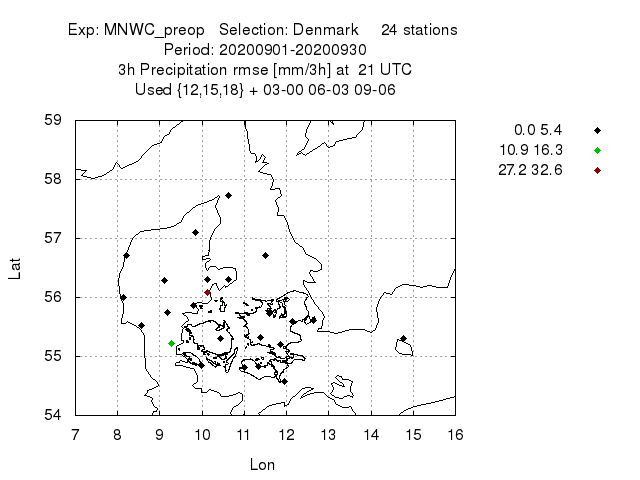 Exp: MNWC_preop Selection: Denmark 24 stations
Period: 20200901-20200930
3h Precipitation rmse [mm/3h] at 21 UTC
Used {12,15,18} + 03-00 06-03 09-06
0.0 5.4
10.9 16.3
27.2 32.6
Lat
59
58
57
56
55
54
7 8 9 10 11 12 13 14 15 16
Lon